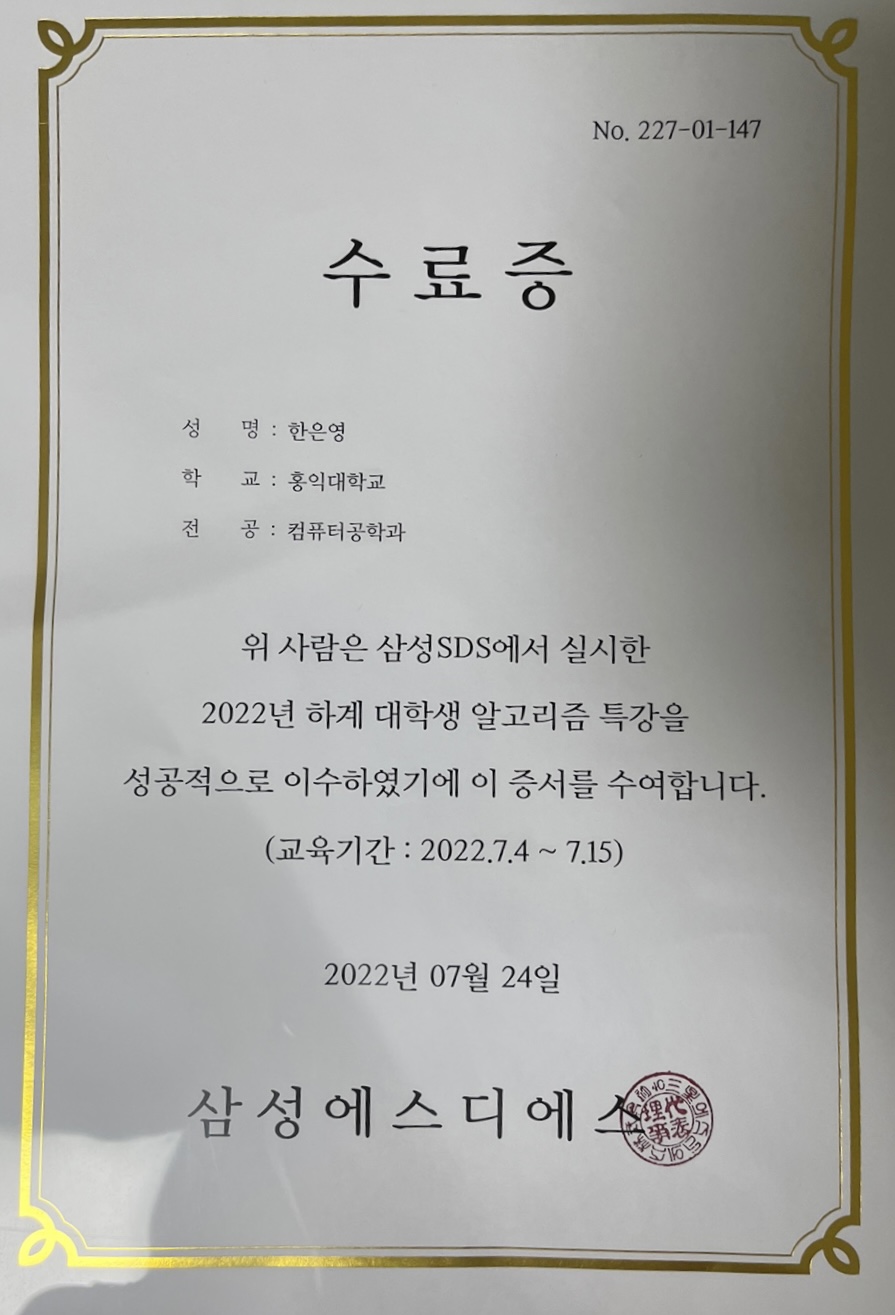 No. 227-01-147
수료증
성 명 : 한은영
학 교 : 홍익대학교
전 공 : 컴퓨터공학과
위 사람은 삼성SDS에서 실시한
2022년 하계 대학생 알고리즘 특강을
성공적으로 이수하였기에 이 증서를 수여합니다.
(교육기간 : 2022.7.4 ~ 7.15)
2022년 07월 24일
삼성에스디에스